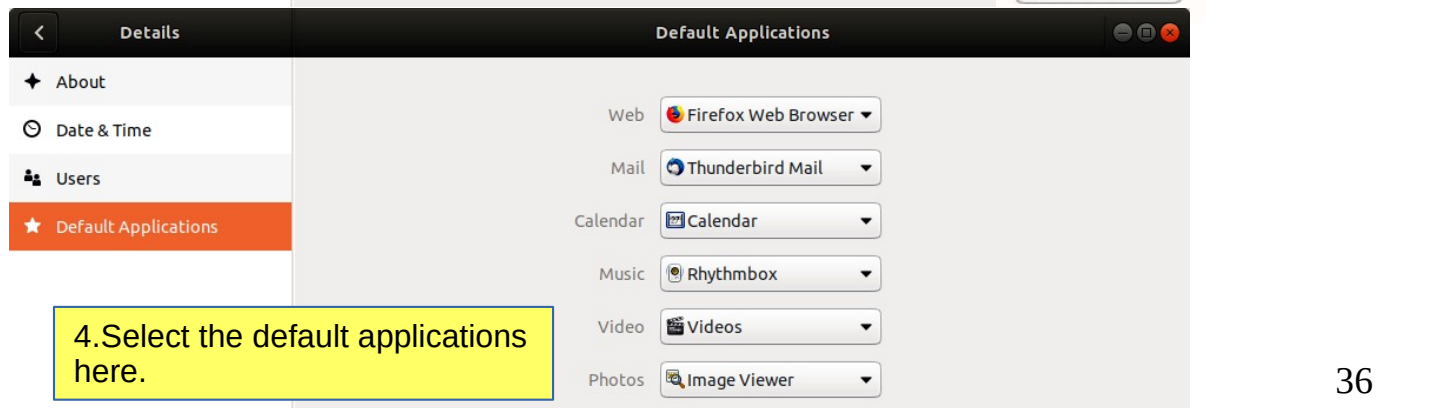 Details
Default Applications
About
Date & Time
Users
Default Applications
Web Firefox Web Browser
Mail Thunderbird Mail
Calendar Calendar
Music Rhythmbox
Video Videos
Photos Image Viewer
4.Select the default applications
here.
36